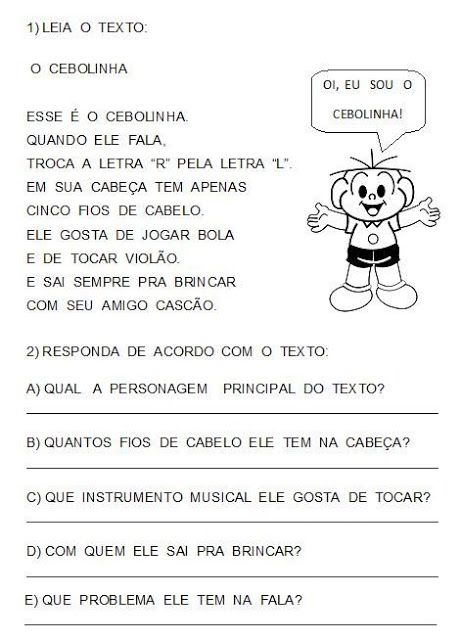 1) LEIA O TEXTO:
O CEBOLINHA
OI, EU SOU O
CEBOLINHA!
ESSE É O CEBOLINHA.
QUANDO ELE FALA,
TROCA A LETRA “R” PELA LETRA “L”.
EM SUA CABEÇA TEM APENAS
CINCO FIOS DE CABELO.
ELE GOSTA DE JOGAR BOLA
E DE TOCAR VIOLÃO.
E SAI SEMPRE PRA BRINCAR
COM SEU AMIGO CASCÃO.
2) RESPONDA DE ACORDO COM O TEXTO:
A) QUAL A PERSONAGEM PRINCIPAL DO TEXTO?
B) QUANTOS FIOS DE CABELO ELE TEM NA CABEÇA?
C) QUE INSTRUMENTO MUSICAL ELE GOSTA DE TOCAR?
D) COM QUEM ELE SAI PRA BRINCAR?
E) QUE PROBLEMA ELE TEM NA FALA?